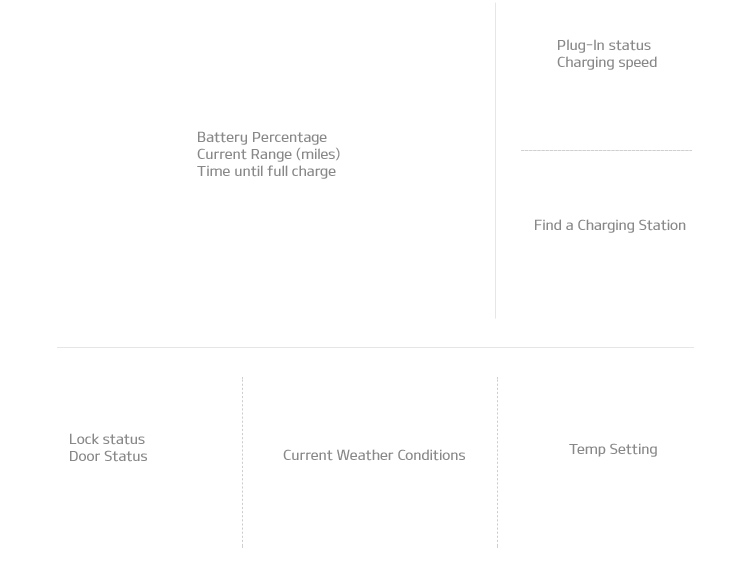 Plug-In status
Charging speed
Battery Percentage
Current Range (miles)
Time until full charge
Find a Charging Station
Lock status
Door Status
Current Weather Conditions
Temp Setting